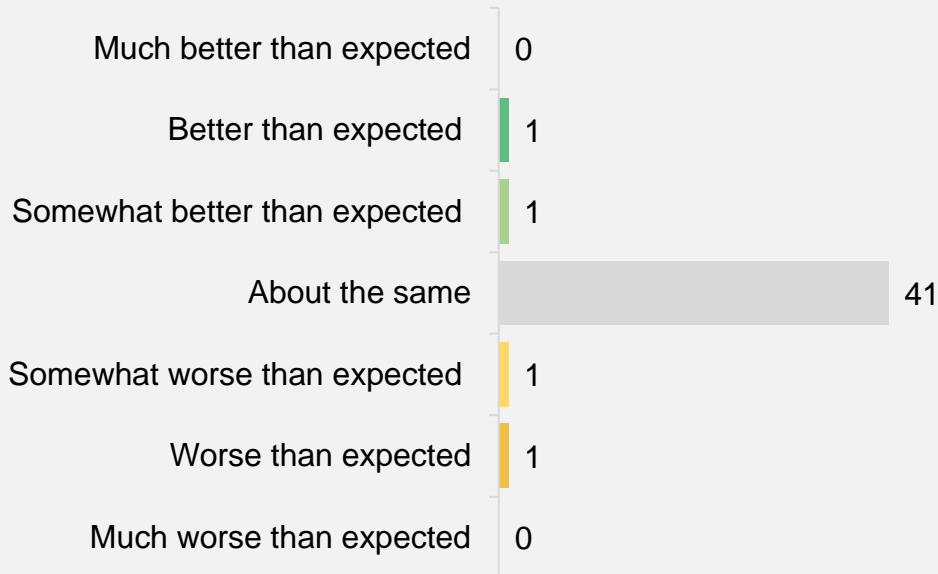 Much better than expected 0
Better than expected 1
Somewhat better than expected 1
About the same 41
Somewhat worse than expected 1
Worse than expected 1
Much worse than expected 0